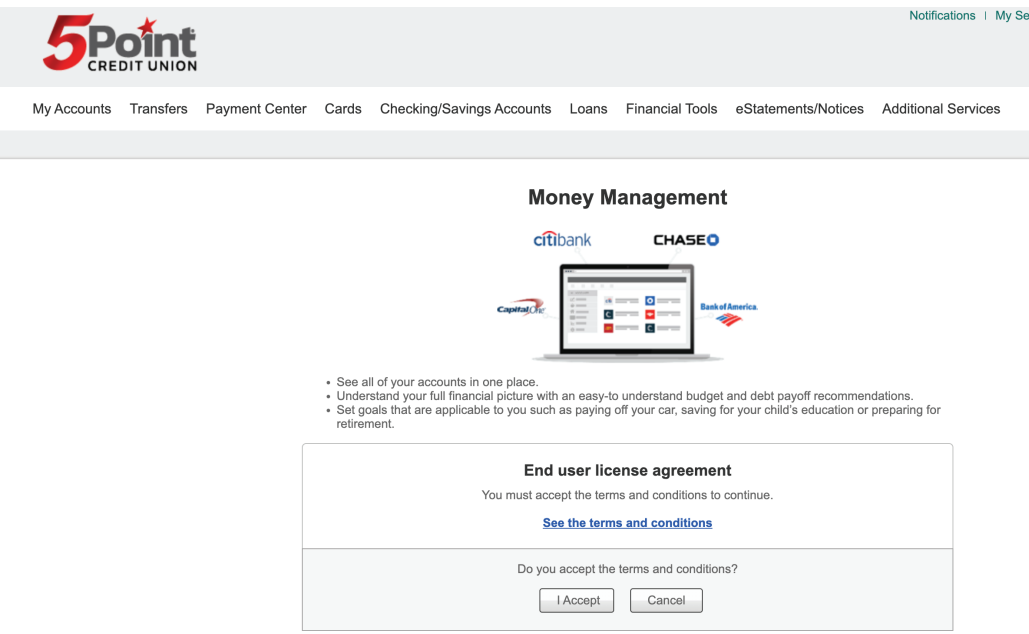 Notifications | My Se
5Point
CREDIT UNION
My Accounts Transfers Payment Center Cards Checking/Savings Accounts Loans Financial Tools eStatements/Notices Additional Services
Money Management
citibank CHASE
Capital One
Bank of America.
• See all of your accounts in one place.
• Understand your full financial picture with an easy-to understand budget and debt payoff recommendations.
• Set goals that are applicable to you such as paying off your car, saving for your child's education or preparing for
retirement.
End user license agreement
You must accept the terms and conditions to continue.
See the terms and conditions
Do you accept the terms and conditions?
I Accept Cancel